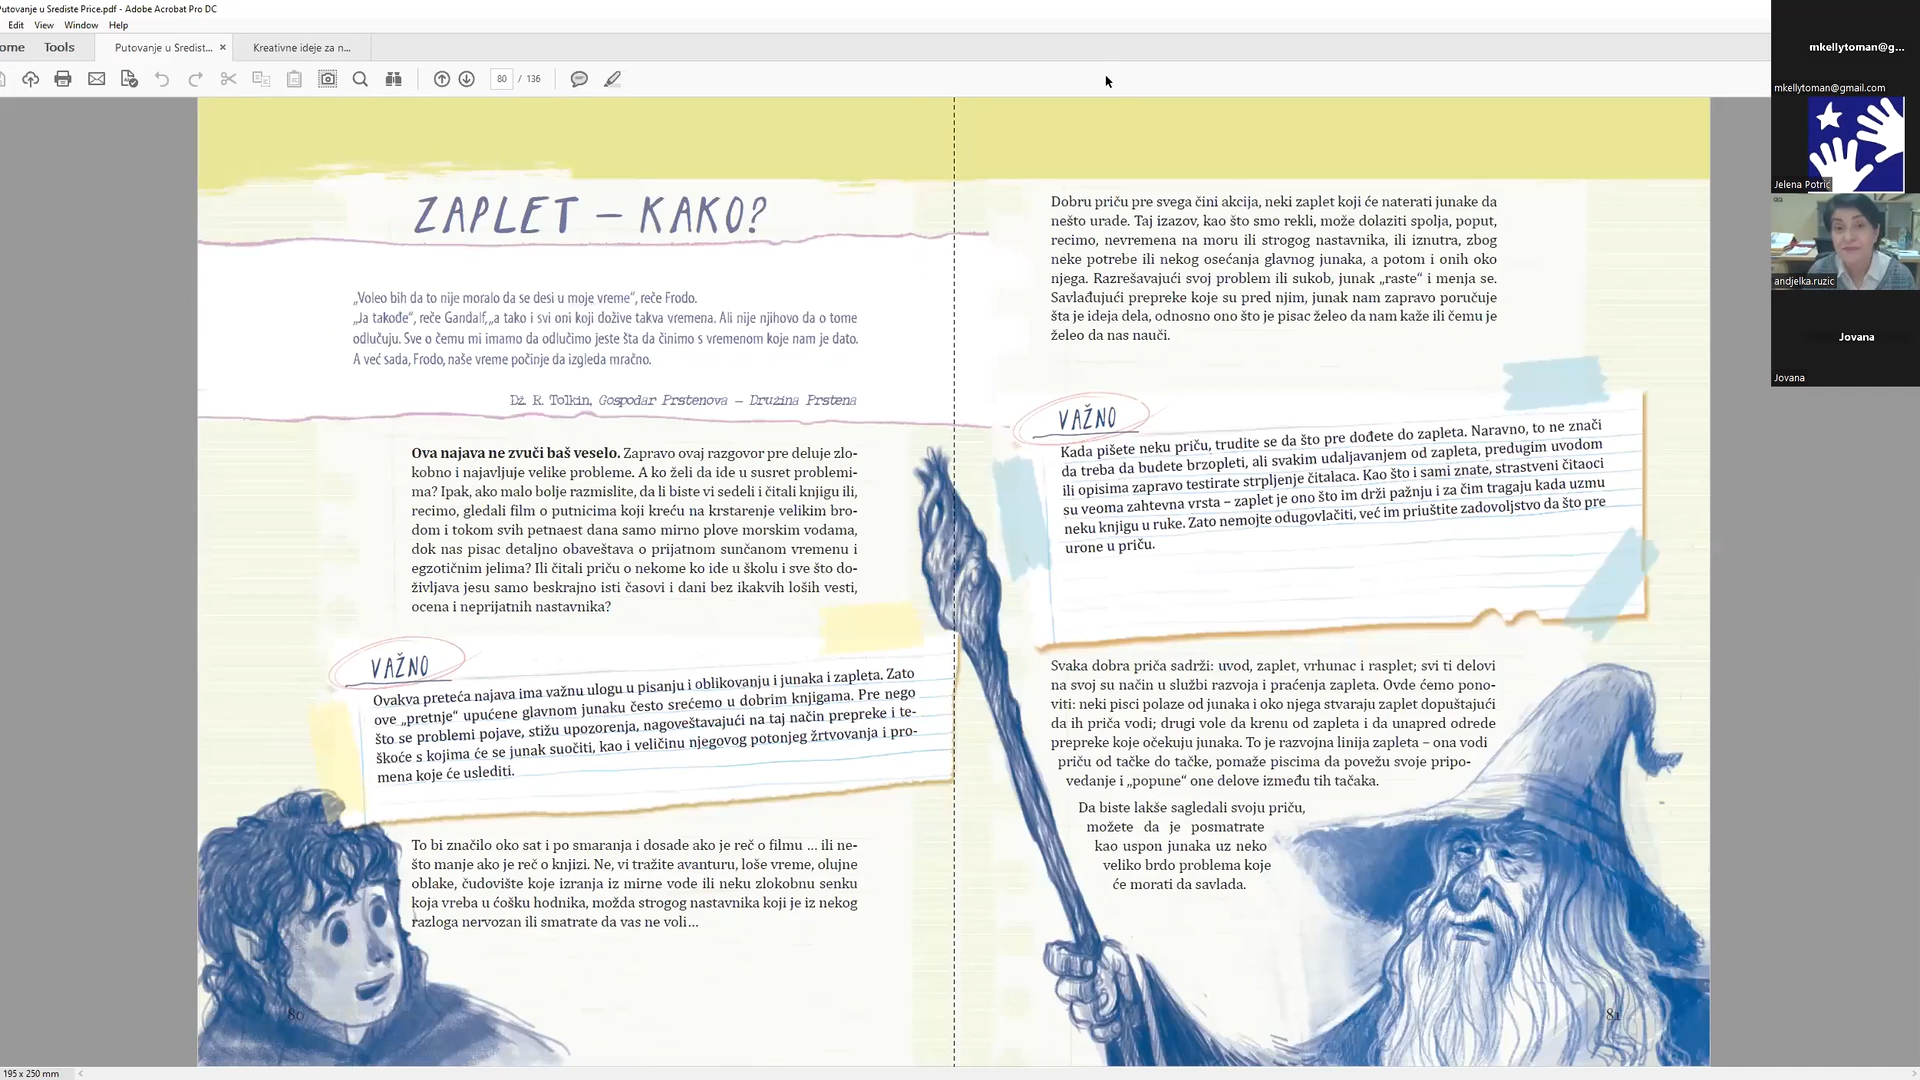 Putovanje u Srediste Price.pdf - Adobe Acrobat Pro DC
Edit View Window Help
ome Tools Putovanje u Sredist... × Kreativne ideje za n...
80 / 136
ZAPLET – KAKO?
„Voleo bih da to nije moralo da se desi u moje vreme“, reče Frodo.
„Ja takođe“, reče Gandalf, „a tako i svi oni koji dožive takva vremena. Ali nije njihovo da o tome
odlučuju. Sve o čemu mi imamo da odlučimo jeste šta da činimo s vremenom koje nam je dato.
A već sada, Frodo, naše vreme počinje da izgleda mračno.
Dž. R. Tolkin, Gospodar Prstenova – Družina Prstena
Ova najava ne zvuči baš veselo. Zapravo ovaj razgovor pre deluje zlo-
kobno i najavljuje velike probleme. A ko želi da ide u susret problemi-
ma? Ipak, ako malo bolje razmislite, da li biste vi sedeli i čitali knjigu ili,
recimo, gledali film o putnicima koji kreću na krstarenje velikim bro-
dom i tokom svih petnaest dana samo mirno plove morskim vodama,
dok nas pisac detaljno obaveštava o prijatnom sunčanom vremenu i
egzotičnim jelima? Ili čitali priču o nekome ko ide u školu i sve što do-
življava jesu samo beskrajno isti časovi i dani bez ikakvih loših vesti,
ocena i neprijatnih nastavnika?
VAŽNO
Ovakva preteća najava ima važnu ulogu u pisanju i oblikovanju i junaka i zapleta. Zato
ove „pretnje“ upućene glavnom junaku često srećemo u dobrim knjigama. Pre nego
što se problemi pojave, stižu upozorenja, nagoveštavajući na taj način prepreke i te-
škoće s kojima će se junak suočiti, kao i veličinu njegovog potonjeg žrtvovanja i pro-
mena koje će uslediti.
To bi značilo oko sat i po smaranja i dosade ako je reč o filmu ... ili ne-
što manje ako je reč o knjizi. Ne, vi tražite avanturu, loše vreme, olujne
oblake, čudovište koje izranja iz mirne vode ili neku zlokobnu senku
koja vreba u ćošku hodnika, možda strogog nastavnika koji je iz nekog
razloga nervozan ili smatrate da vas ne voli...
80
Dobru priču pre svega čini akcija, neki zaplet koji će naterati junake da
nešto urade. Taj izazov, kao što smo rekli, može dolaziti spolja, poput,
recimo, nevremena na moru ili strogog nastavnika, ili iznutra, zbog
neke potrebe ili nekog osećanja glavnog junaka, a potom i onih oko
njega. Razrešavajući svoj problem ili sukob, junak „raste“ i menja se.
Savlađujući prepreke koje su pred njim, junak nam zapravo poručuje
šta je ideja dela, odnosno ono što je pisac želeo da nam kaže ili čemu je
želeo da nas nauči.
VAŽNO
Kada pišete neku priču, trudite se da što pre dođete do zapleta. Naravno, to ne znači
da treba da budete brzopleti, ali svakim udaljavanjem od zapleta, predugim uvodom
ili opisima zapravo testirate strpljenje čitalaca. Kao što i sami znate, strastveni čitaoci
su veoma zahtevna vrsta – zaplet je ono što im drži pažnju i za čim tragaju kada uzmu
neku knjigu u ruke. Zato nemojte odugovlačiti, već im priuštite zadovoljstvo da što pre
urone u priču.
Svaka dobra priča sadrži: uvod, zaplet, vrhunac i rasplet; svi ti delovi
na svoj su način u službi razvoja i praćenja zapleta. Ovde ćemo pono-
viti: neki pisci polaze od junaka i oko njega stvaraju zaplet dopuštajući
da ih priča vodi; drugi vole da krenu od zapleta i da unapred odrede
prepreke koje očekuju junaka. To je razvojna linija zapleta – ona vodi
priču od tačke do tačke, pomaže piscima da povežu svoje pripo-
vedanje i „popune“ one delove između tih tačaka.
Da biste lakše sagledali svoju priču,
možete da je posmatrate
kao uspon junaka uz neko
veliko brdo problema koje
će morati da savlada.
81
mkellytoman@g...
mkellytoman@gmail.com
Jelena Potrić
andjelka.ruzic
Jovana
Jovana
195 x 250 mm